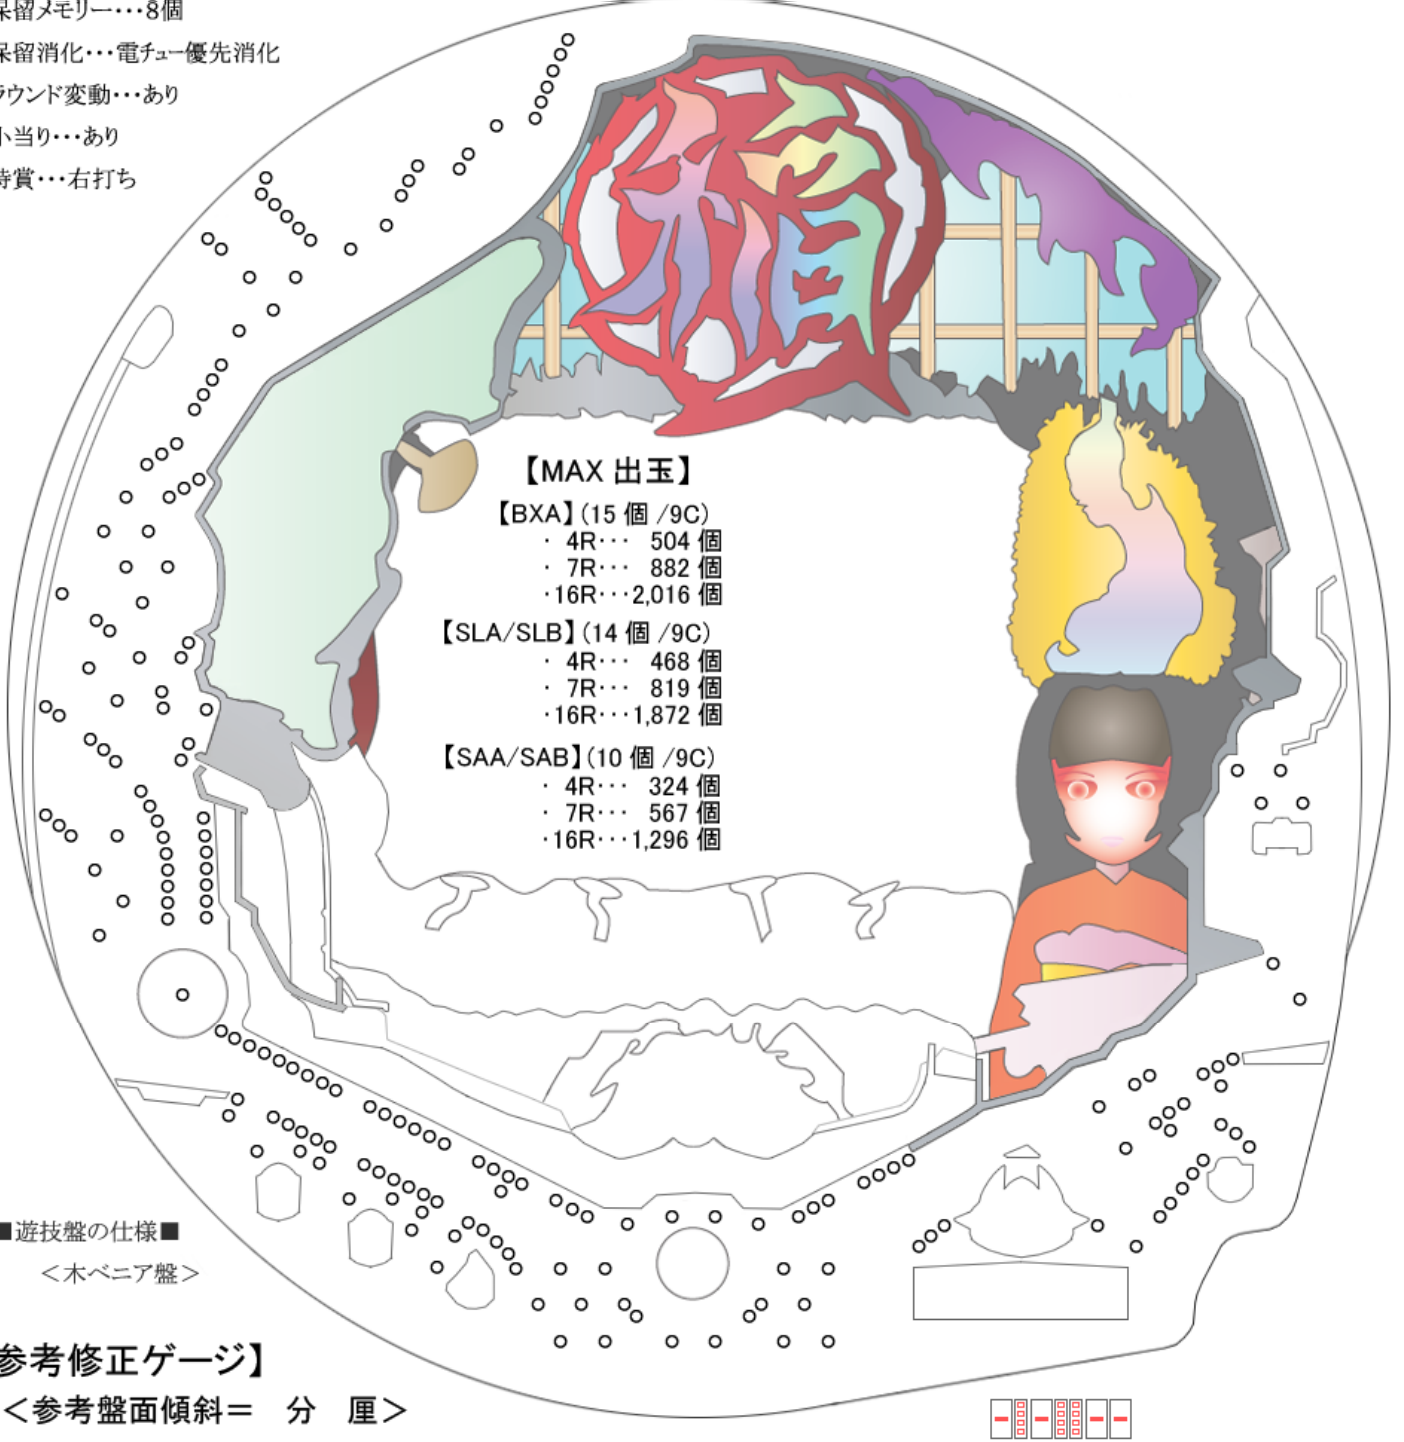 保留メモリー・・・8個
保留消化・・・電チュー優先消化
ラウンド変動・・・あり
小当り・・・あり
時賞・・・右打ち
【MAX 出玉】
【BXA】(15 個 /9C)
・ 4R・・・ 504 個
・ 7R・・・ 882 個
・16R・・・2,016 個
【SLA/SLB】(14 個 /9C)
・ 4R・・・ 468 個
・ 7R・・・ 819 個
・16R・・・1,872 個
【SAA/SAB】(10 個 /9C)
・ 4R・・・ 324 個
・ 7R・・・ 567 個
・16R・・・1,296 個
■遊技盤の仕様■
＜木ベニア盤＞
参考修正ゲージ】
＜参考盤面傾斜＝ 分 厘＞